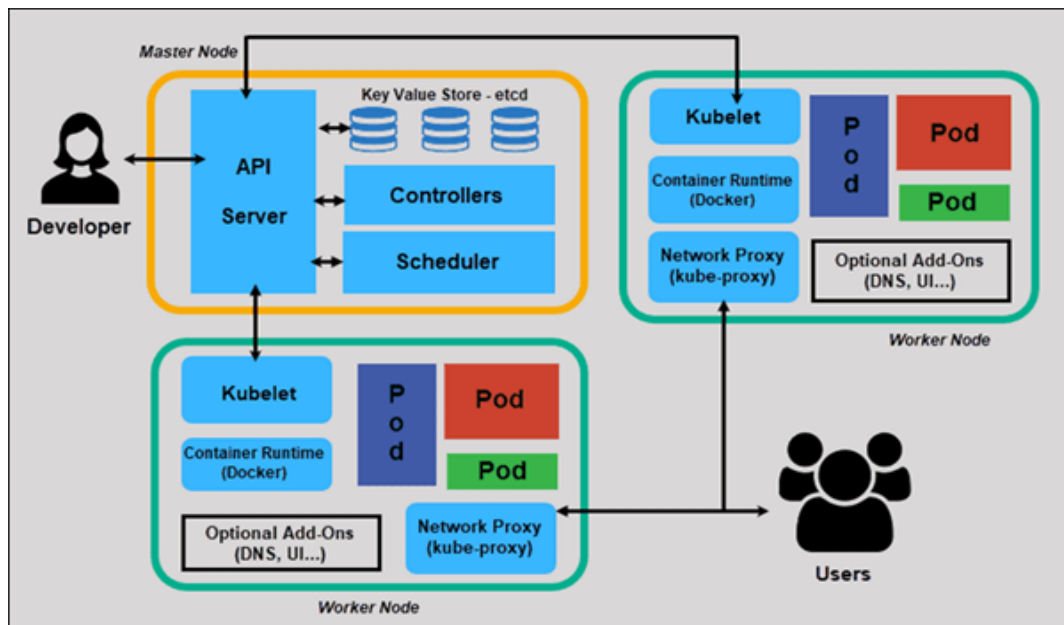 Master Node
Key Value Store - etcd
API
Server
Controllers
Scheduler
Developer
Kubelet
Container Runtime
(Docker)
Network Proxy
(kube-proxy)
P
o
d
Pod
Pod
Optional Add-Ons
(DNS, UI...)
Worker Node
Kubelet
Container Runtime
(Docker)
P
o
d
Pod
Pod
Optional Add-Ons
(DNS, UI...)
Network Proxy
(kube-proxy)
Worker Node
Users